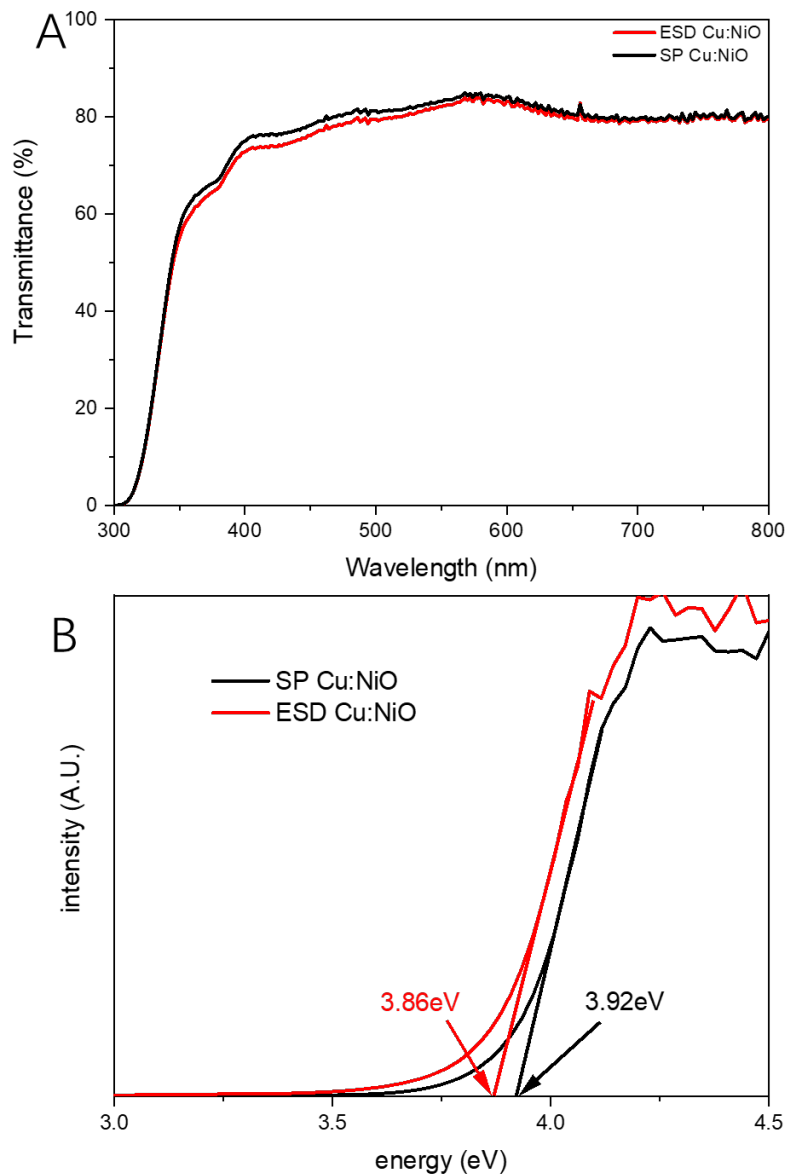 A
ESD Cu:NiO
SP Cu:NiO
Transmittance (%)
100
80
60
40
20
0
300
400
500
600
700
800
Wavelength (nm)
B
SP Cu:NiO
ESD Cu:NiO
intensity (A.U.)
3.86eV
3.92eV
3.0
3.5
4.0
4.5
energy (eV)